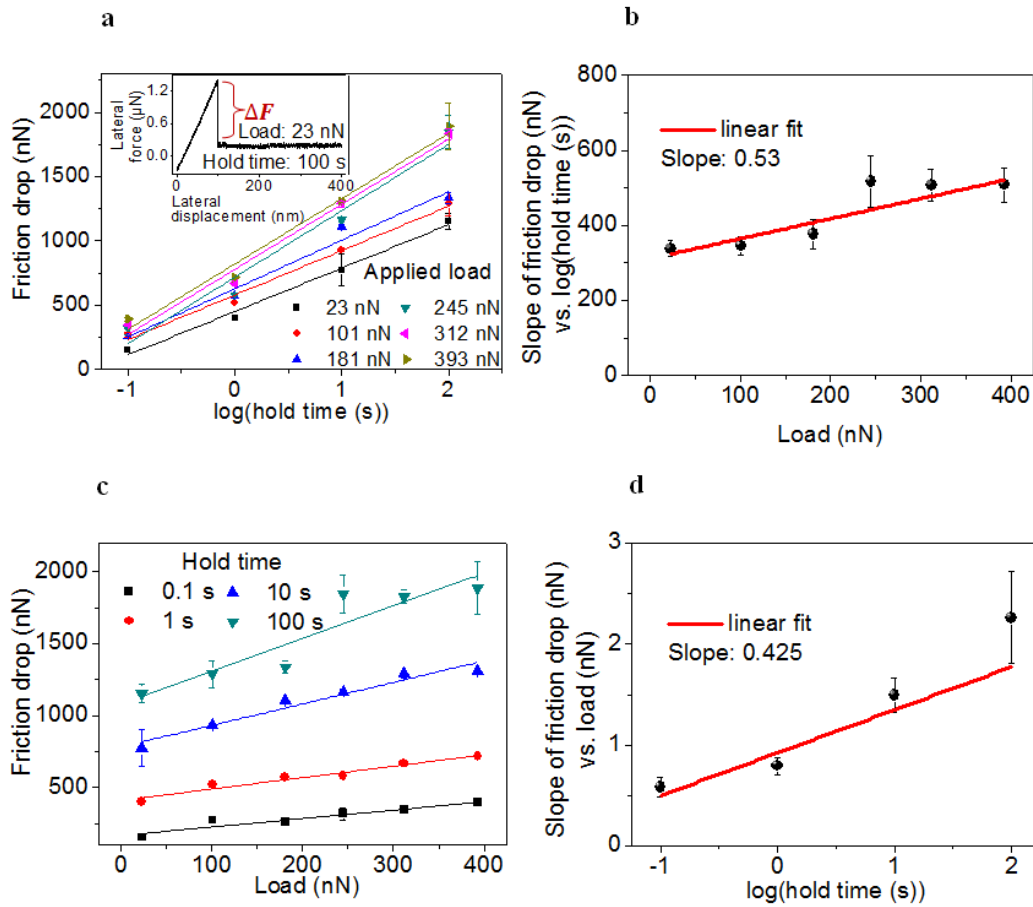 a
Friction drop (nN)
2000
1500
1000
500
0
-1
0
1
2
log(hold time (s))
Lateral
force (µN)
1.2
0.6
0.0
0
200
400
Lateral
displacement (nm)
ΔF
Load: 23 nN
Hold time: 100 s
Applied load
23 nN
245 nN
101 nN
312 nN
181 nN
393 nN
b
Slope of friction drop (nN)
vs. log(hold time (s))
800
600
400
200
0
0
100
200
300
400
Load (nN)
linear fit
Slope: 0.53
c
Friction drop (nN)
2000
1500
1000
500
0
100
200
300
400
Load (nN)
Hold time
0.1 s
10 s
1 s
100 s
d
Slope of friction drop (nN)
vs. load (nN)
3
2
1
0
-1
0
1
2
log(hold time (s))
linear fit
Slope: 0.425